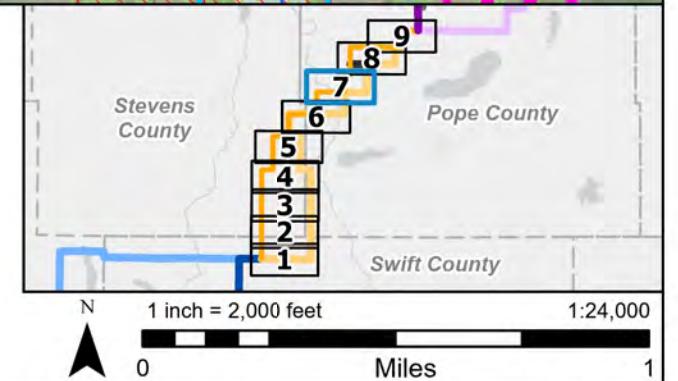 9
8
7
Stevens
County
Pope County
6
5
4
3
2
1
Swift County
N
1 inch = 2,000 feet
1:24,000
0
Miles
1